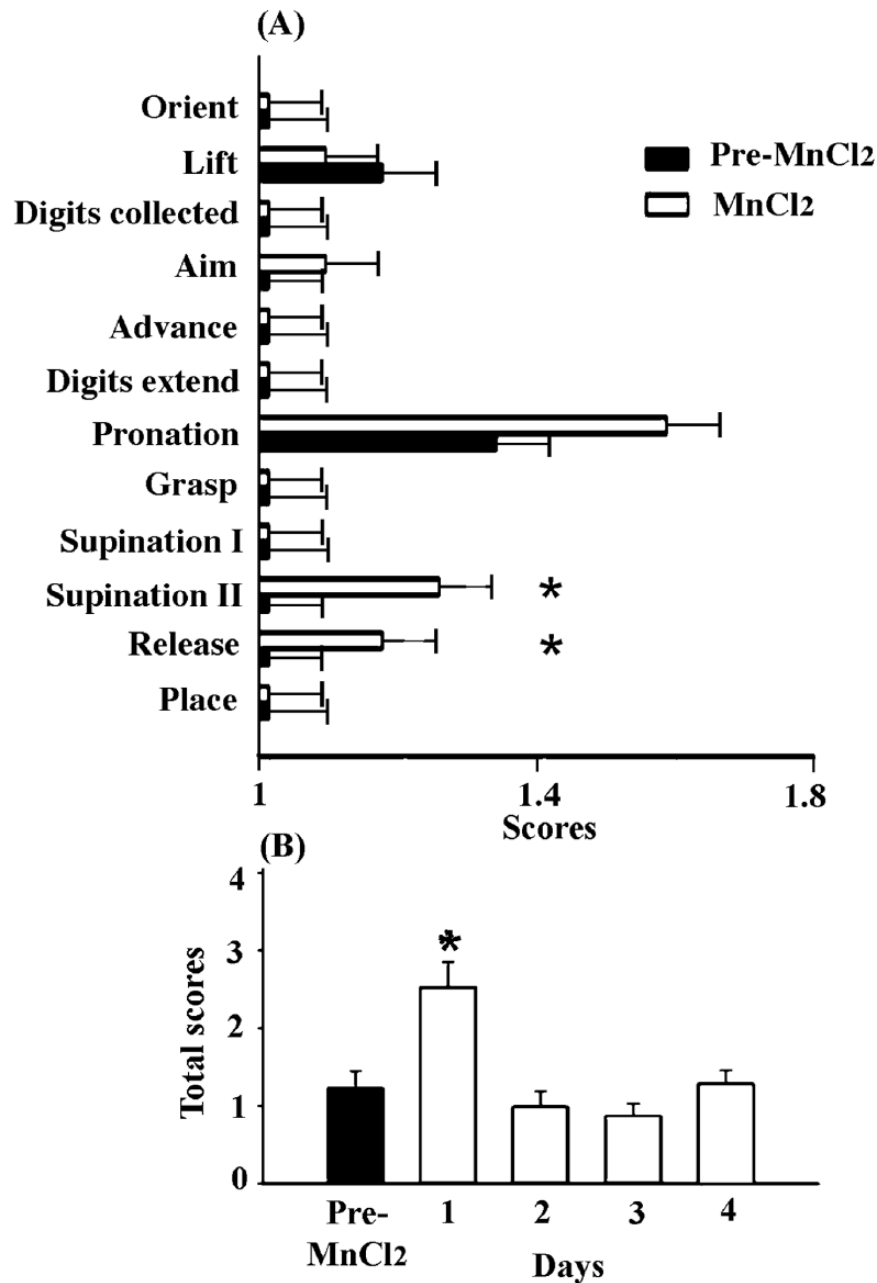 (A)
Orient
Lift
Digits collected
Aim
Advance
Digits extend
Pronation
Grasp
Supination I
Supination II
*
Release
*
Place
Pre-MnCl2
MnCl2
1 1.4 1.8
Scores
(B)
Total scores
4
3
2
1
0
*
Pre-MnCl2 1 2 3 4
Days